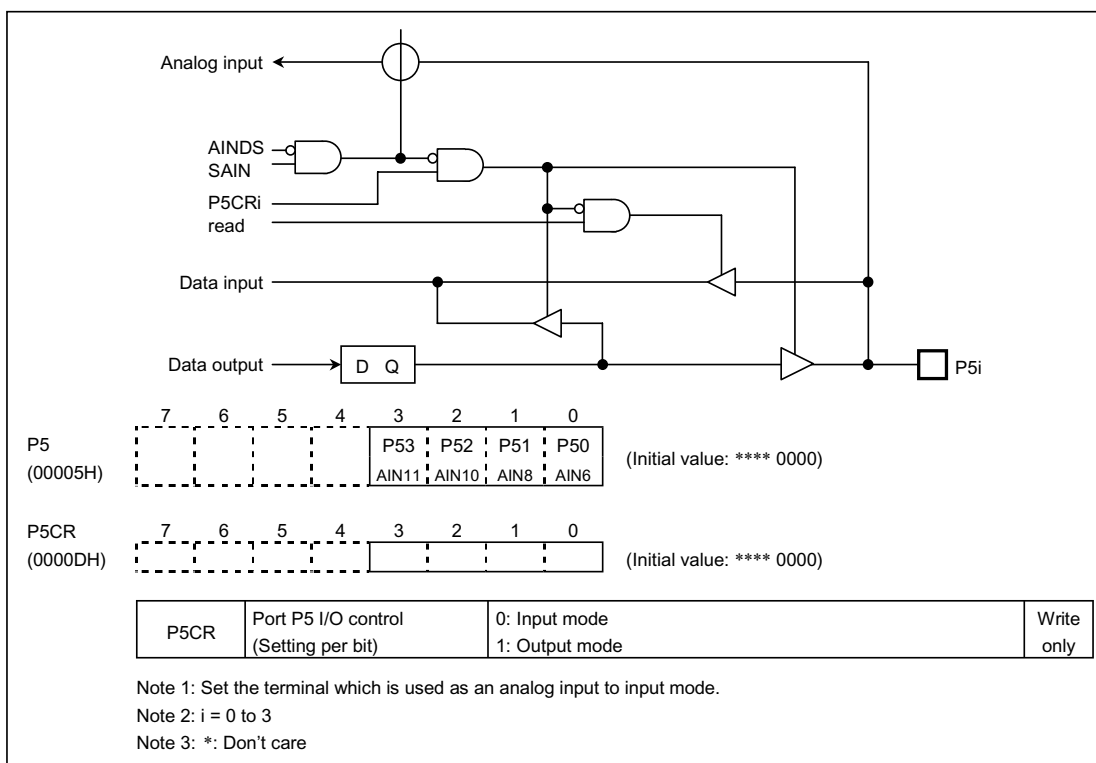 Analog input
AINDS
SAIN
P5CRi
read
Data input
Data output
D Q
P5i
7 6 5 4 3 2 1 0
P5
(00005H)
P53 P52 P51 P50
AIN11 AIN10 AIN8 AIN6
(Initial value: **** 0000)
P5CR
(0000DH)
7 6 5 4 3 2 1 0
(Initial value: **** 0000)
P5CR
Port P5 I/O control
(Setting per bit)
0: Input mode
1: Output mode
Write
only
Note 1: Set the terminal which is used as an analog input to input mode.
Note 2: i = 0 to 3
Note 3: *: Don't care